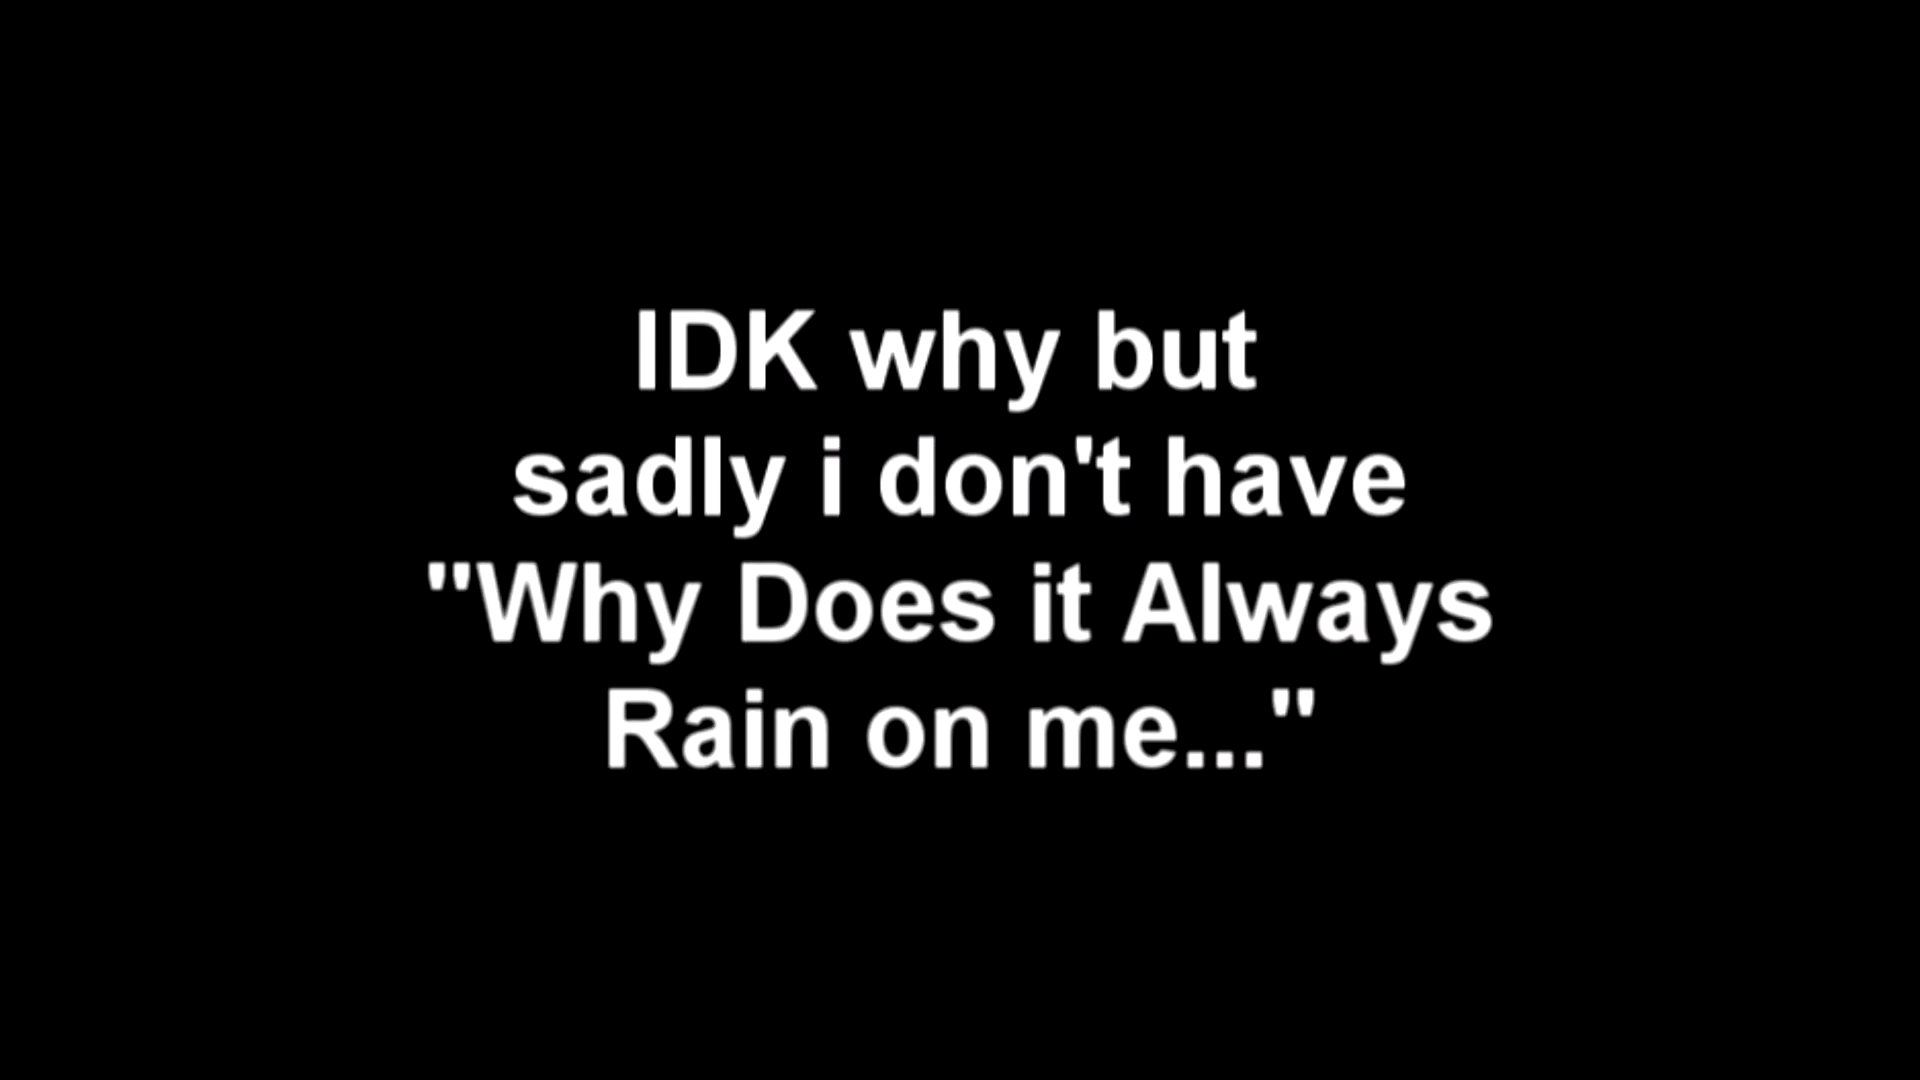 IDK why but
sadly i don't have
"Why Does it Always
Rain on me..."